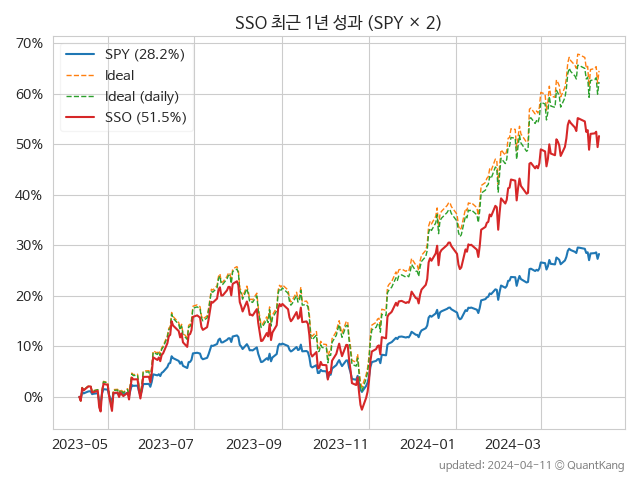 SSO 최근 1년 성과 (SPY × 2)
SPY (28.2%)
Ideal
Ideal (daily)
SSO (51.5%)
70%
60%
50%
40%
30%
20%
10%
0%
2023-05 2023-07 2023-09 2023-11 2024-01 2024-03
updated: 2024-04-11 © QuantKang